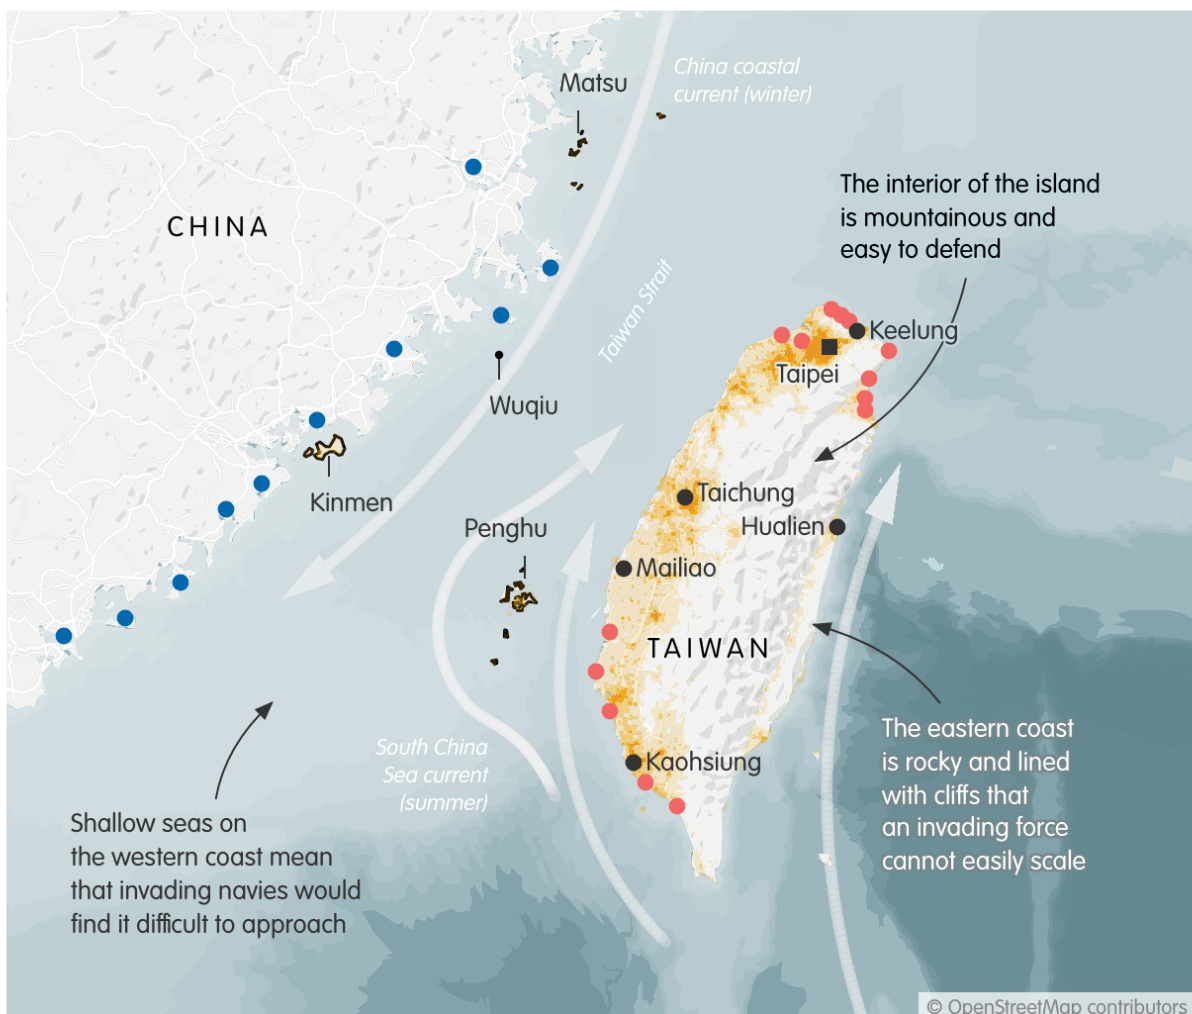 Matsu
China coastal
current (winter)
CHINA
The interior of the island
is mountainous and
easy to defend
Taiwan Strait
Keelung
Taipei
Wuqiu
Kinmen
Taichung
Penghu
Hualien
Mailiao
TAIWAN
The eastern coast
is rocky and lined
with cliffs that
an invading force
cannot easily scale
South China
Sea current
(summer)
Kaohsiung
Shallow seas on
the western coast mean
that invading navies would
find it difficult to approach
© OpenStreetMap contributors